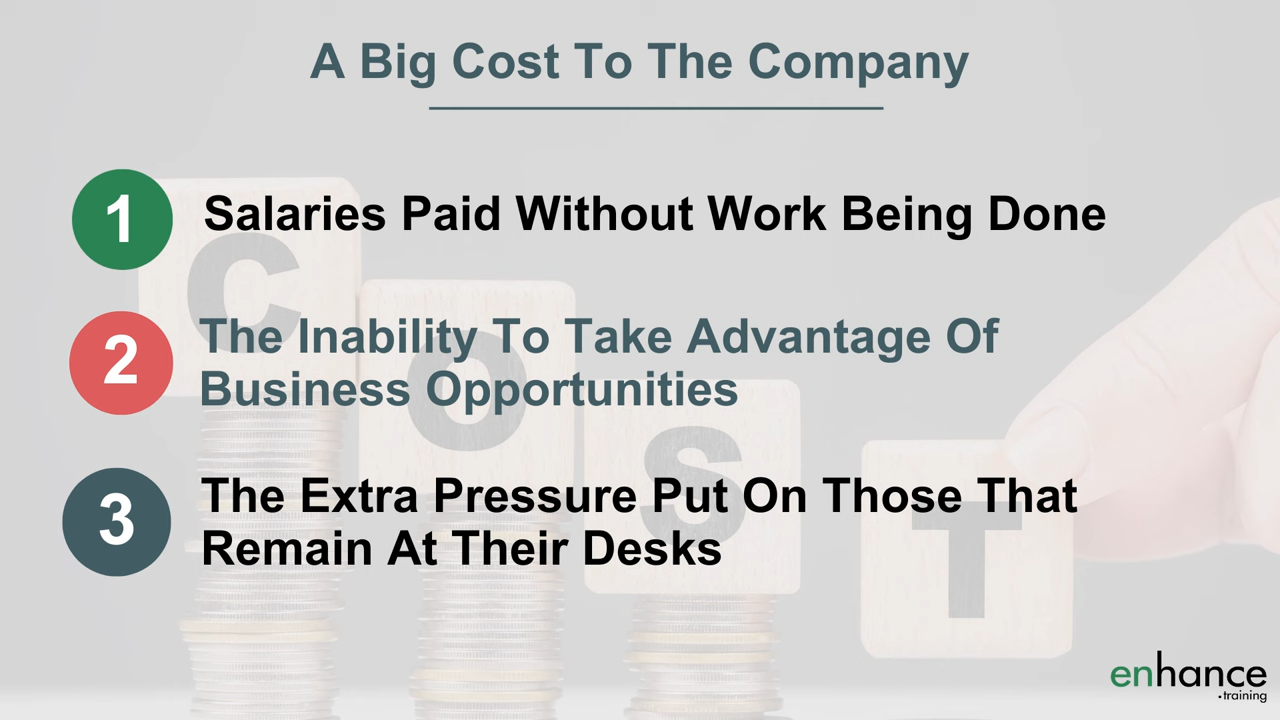 A Big Cost To The Company
1
Salaries Paid Without Work Being Done
2
The Inability To Take Advantage Of
Business Opportunities
3
The Extra Pressure Put On Those That
Remain At Their Desks
C
O
S
T
enhance
.training